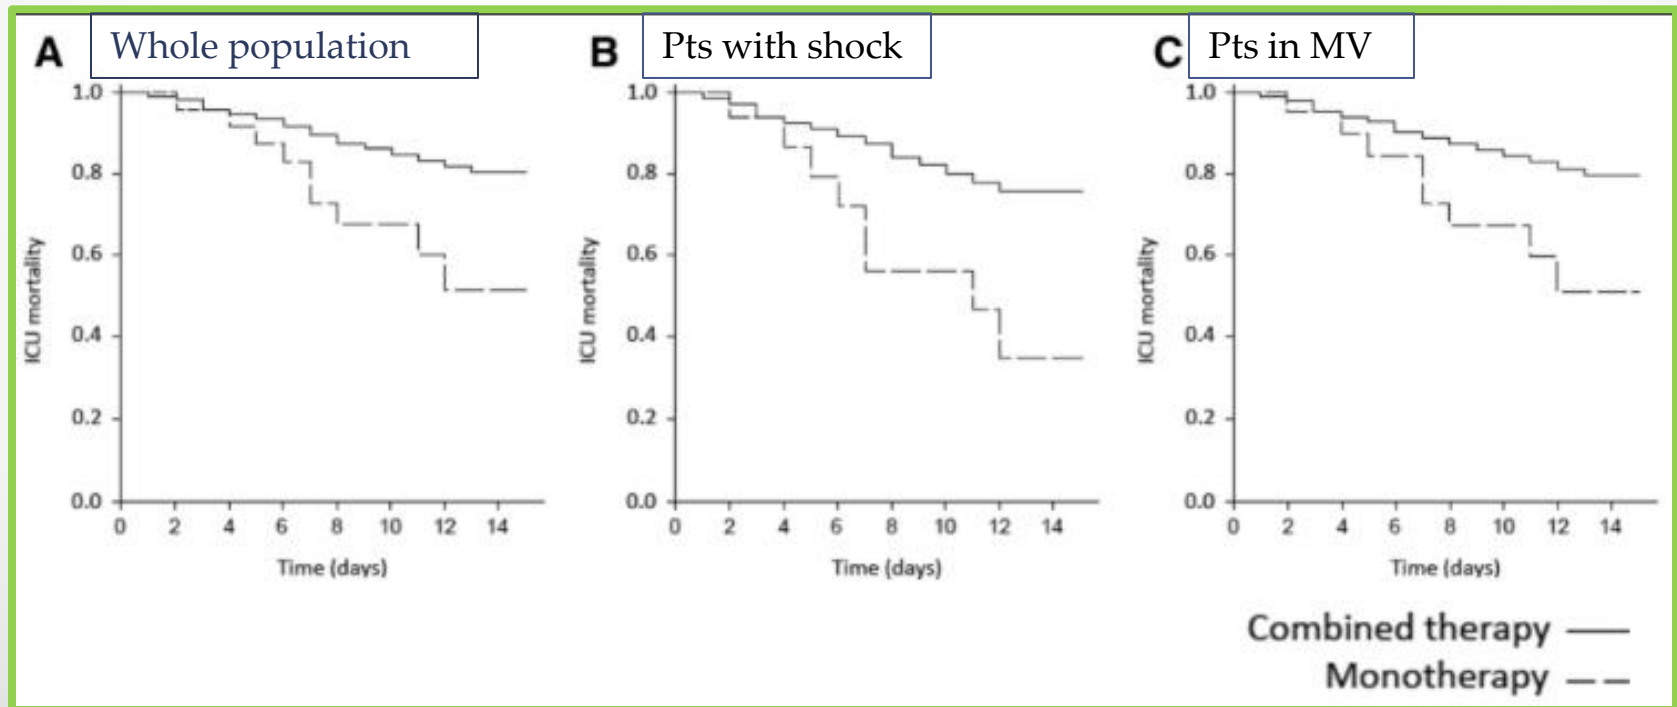 A Whole population
1.0
0.8
0.6
0.4
0.2
0.0
ICU mortality
0 2 4 6 8 10 12 14
Time (days)
B Pts with shock
1.0
0.8
0.6
0.4
0.2
0.0
ICU mortality
0 2 4 6 8 10 12 14
Time (days)
C Pts in MV
1.0
0.8
0.6
0.4
0.2
0.0
ICU mortality
0 2 4 6 8 10 12 14
Time (days)
Combined therapy
Monotherapy